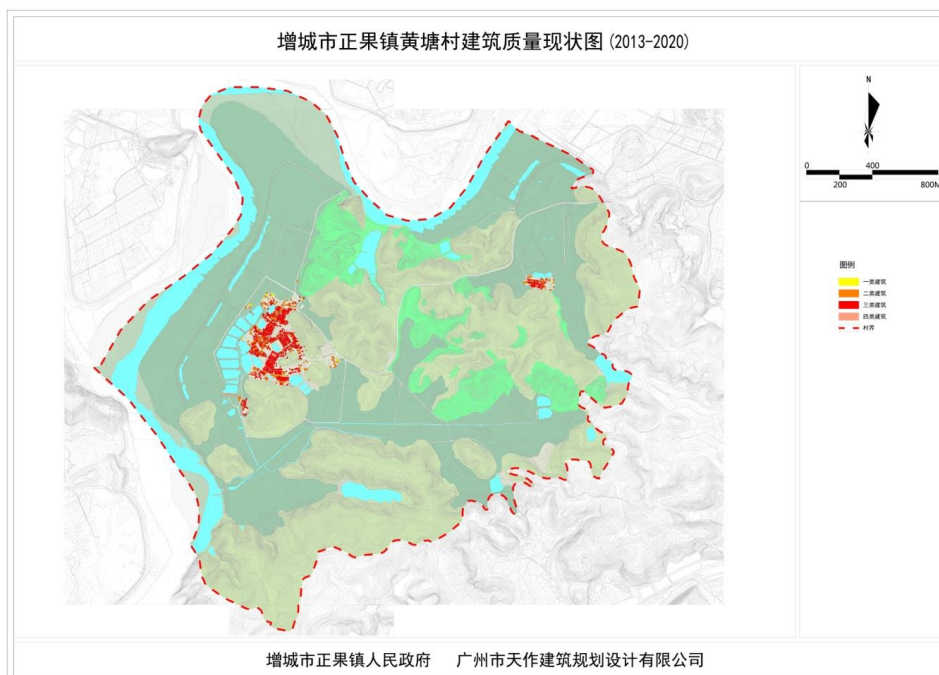 增城市正果镇黄塘村建筑质量现状图(2013-2020)
N
0 400
200 800M
图例
一类建筑
二类建筑
三类建筑
四类建筑
村界
增城市正果镇人民政府 广州市天作建筑规划设计有限公司